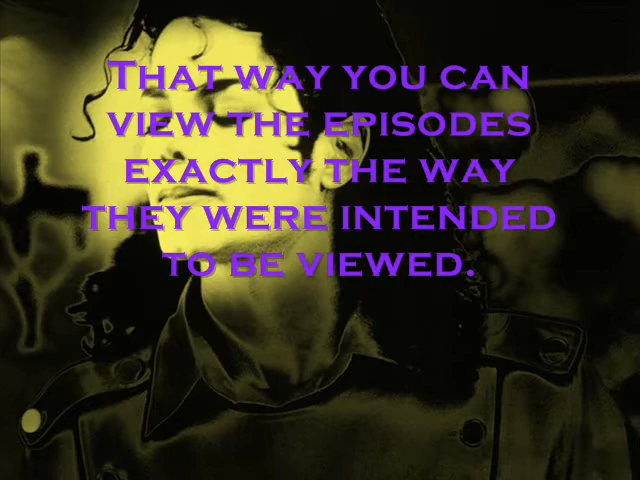 That way you can
view the episodes
exactly the way
they were intended
to be viewed.